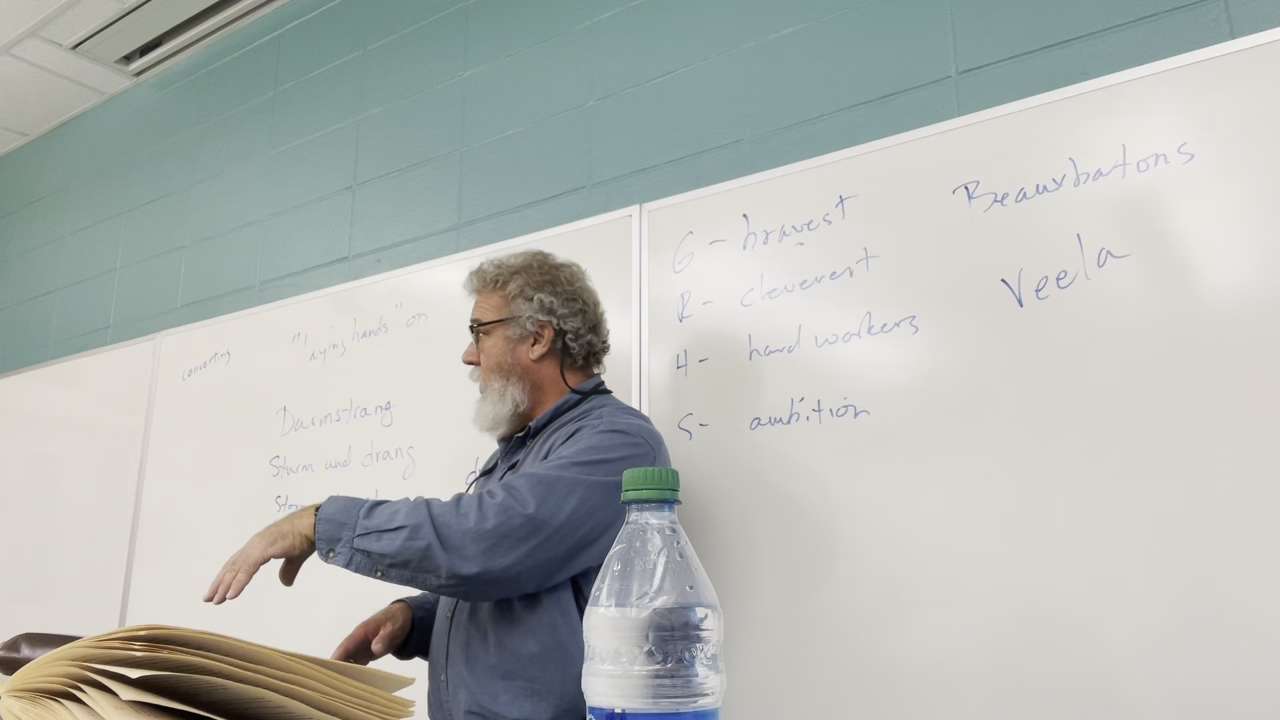 converting
"laying hands" on
Durmstrang
Sturm und drang
G - bravest
R - cleverest
H - hard workers
S - ambition
Beauxbatons
Veela